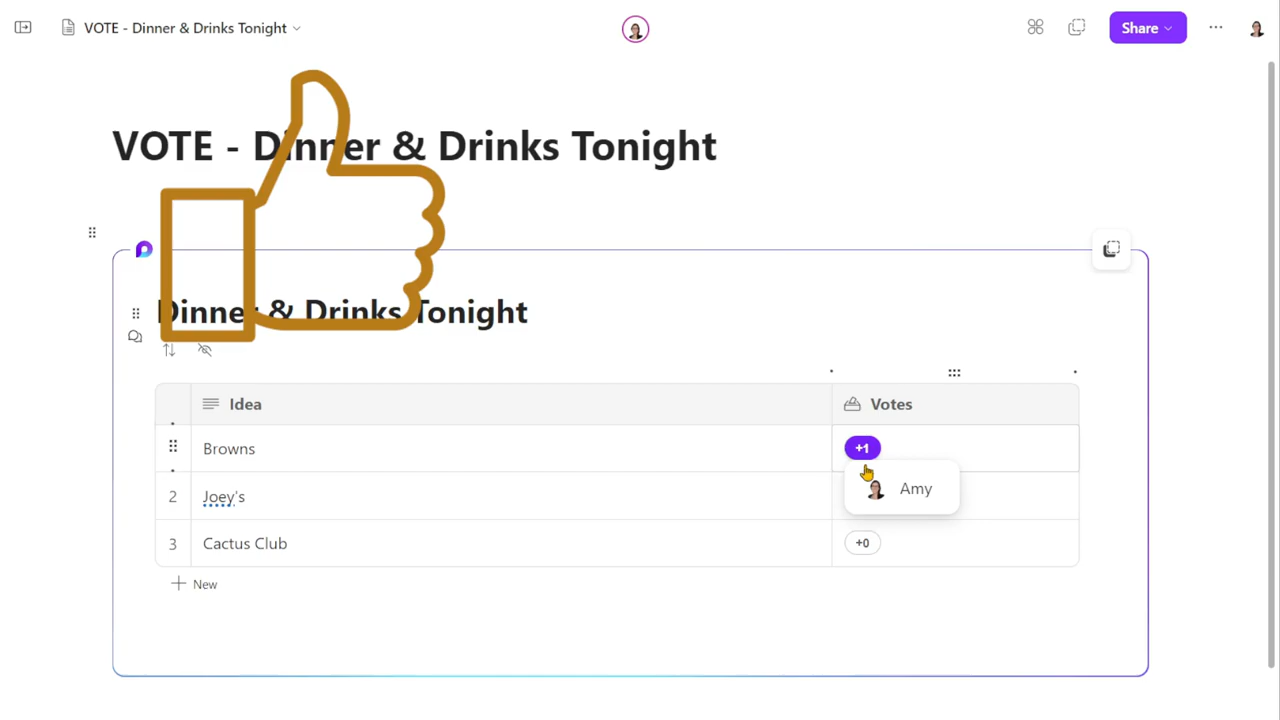 VOTE - Dinner & Drinks Tonight
Share
VOTE - Dinner & Drinks Tonight
Dinner & Drinks Tonight
Idea Votes
Browns +1
Amy
2 Joey's
3 Cactus Club +0
New